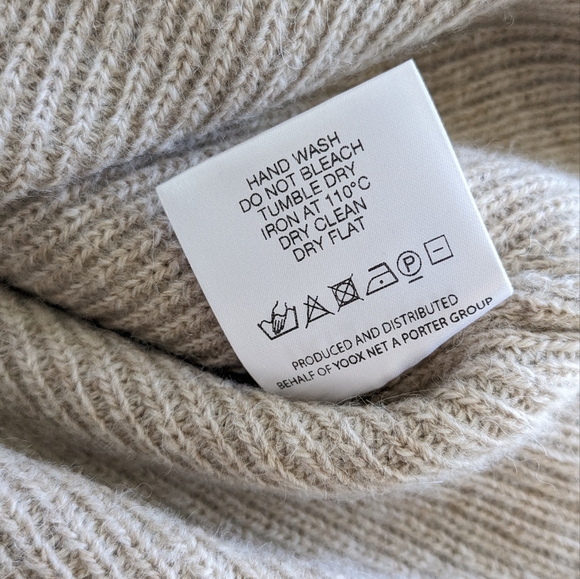 HAND WASH
DO NOT BLEACH
TUMBLE DRY
IRON AT 110°C
DRY CLEAN
DRY FLAT
P
PRODUCED AND DISTRIBUTED
BEHALF OF YOOX NET A PORTER GROUP